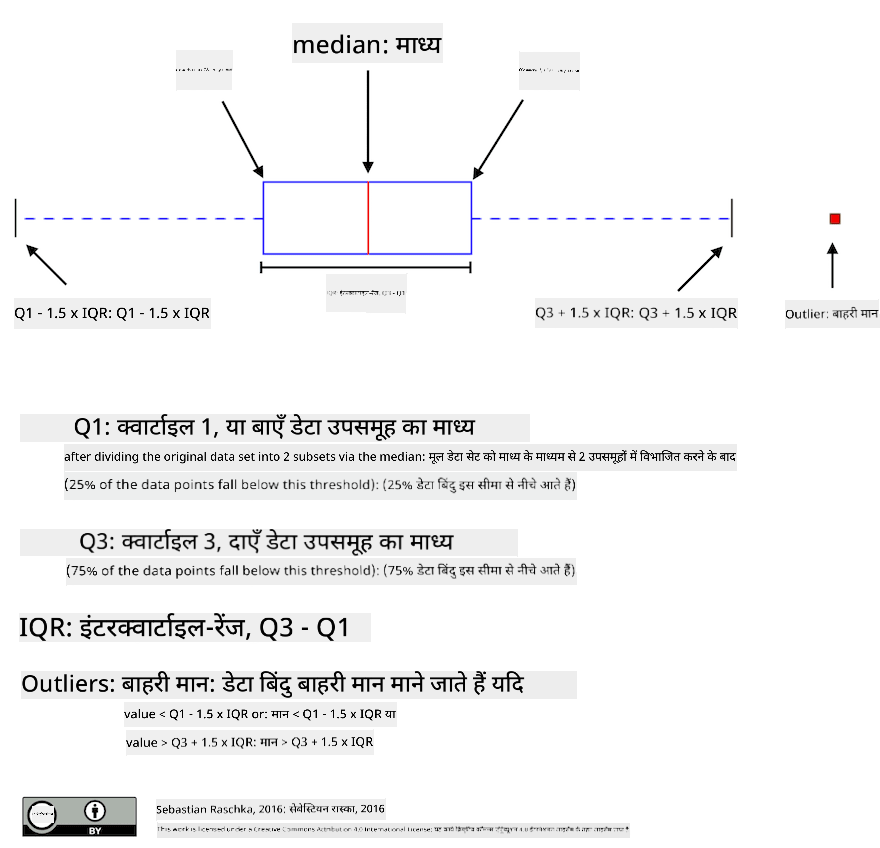 median: माध्य
Q1 - 1.5 x IQR: Q1 - 1.5 x IQR
Q3 + 1.5 x IQR: Q3 + 1.5 x IQR
Outlier: बाहरी मान
Q1: क्वार्टाइल 1, या बाएँ डेटा उपसमूह का माध्य
after dividing the original data set into 2 subsets via the median: मूल डेटा सेट को माध्य के माध्यम से 2 उपसमूहों में विभाजित करने के बाद
(25% of the data points fall below this threshold): (25% डेटा बिंदु इस सीमा से नीचे आते हैं)
Q3: क्वार्टाइल 3, दाएँ डेटा उपसमूह का माध्य
(75% of the data points fall below this threshold): (75% डेटा बिंदु इस सीमा से नीचे आते हैं)
IQR: इंटरक्वार्टाइल-रेंज, Q3 - Q1
Outliers: बाहरी मान: डेटा बिंदु बाहरी मान माने जाते हैं यदि
value < Q1 - 1.5 x IQR or: मान < Q1 - 1.5 x IQR या
value > Q3 + 1.5 x IQR: मान > Q3 + 1.5 x IQR
Sebastian Raschka, 2016: सेबेस्टियन रास्का, 2016
This work is licensed under a Creative Commons Attribution 4.0 International License:
BY